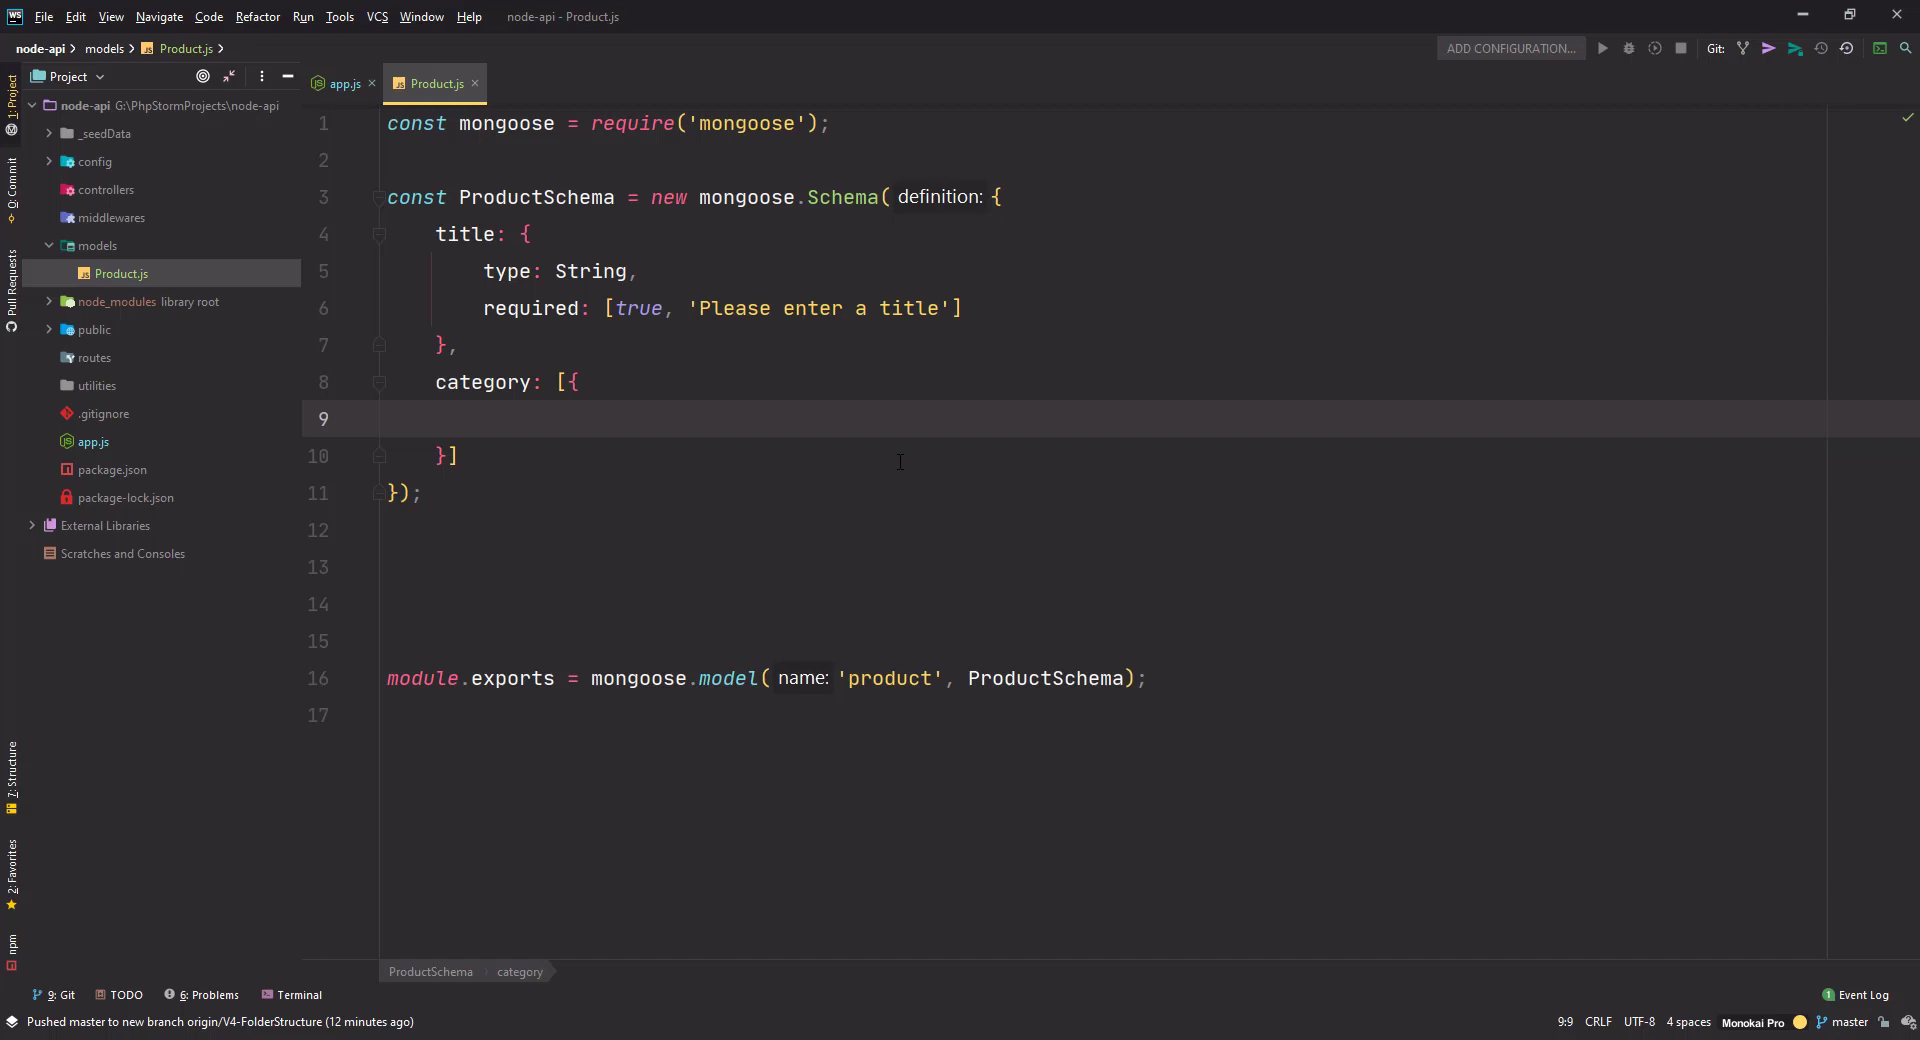 WS File Edit View Navigate Code Refactor Run Tools VCS Window Help node-api - Product.js
node-api models JS Product.js ADD CONFIGURATION... Git:
Project
app.js JS Product.js
node-api G:\PhpStormProjects\node-api
_seedData
config
controllers
middlewares
models
JS Product.js
node_modules library root
public
routes
utilities
.gitignore
app.js
package.json
package-lock.json
External Libraries
Scratches and Consoles
1: Project
0: Commit
Pull Requests
7: Structure
2: Favorites
npm
1 const mongoose = require('mongoose');
2
3 const ProductSchema = new mongoose.Schema( definition: {
4 title: {
5 type: String,
6 required: [true, 'Please enter a title']
7 },
8 category: [{
9
10 }]
11 });
12
13
14
15
16 module.exports = mongoose.model( name: 'product', ProductSchema);
17
ProductSchema category
9: Git TODO 6: Problems Terminal 1 Event Log
Pushed master to new branch origin/V4-FolderStructure (12 minutes ago) 9:9 CRLF UTF-8 4 spaces Monokai Pro master